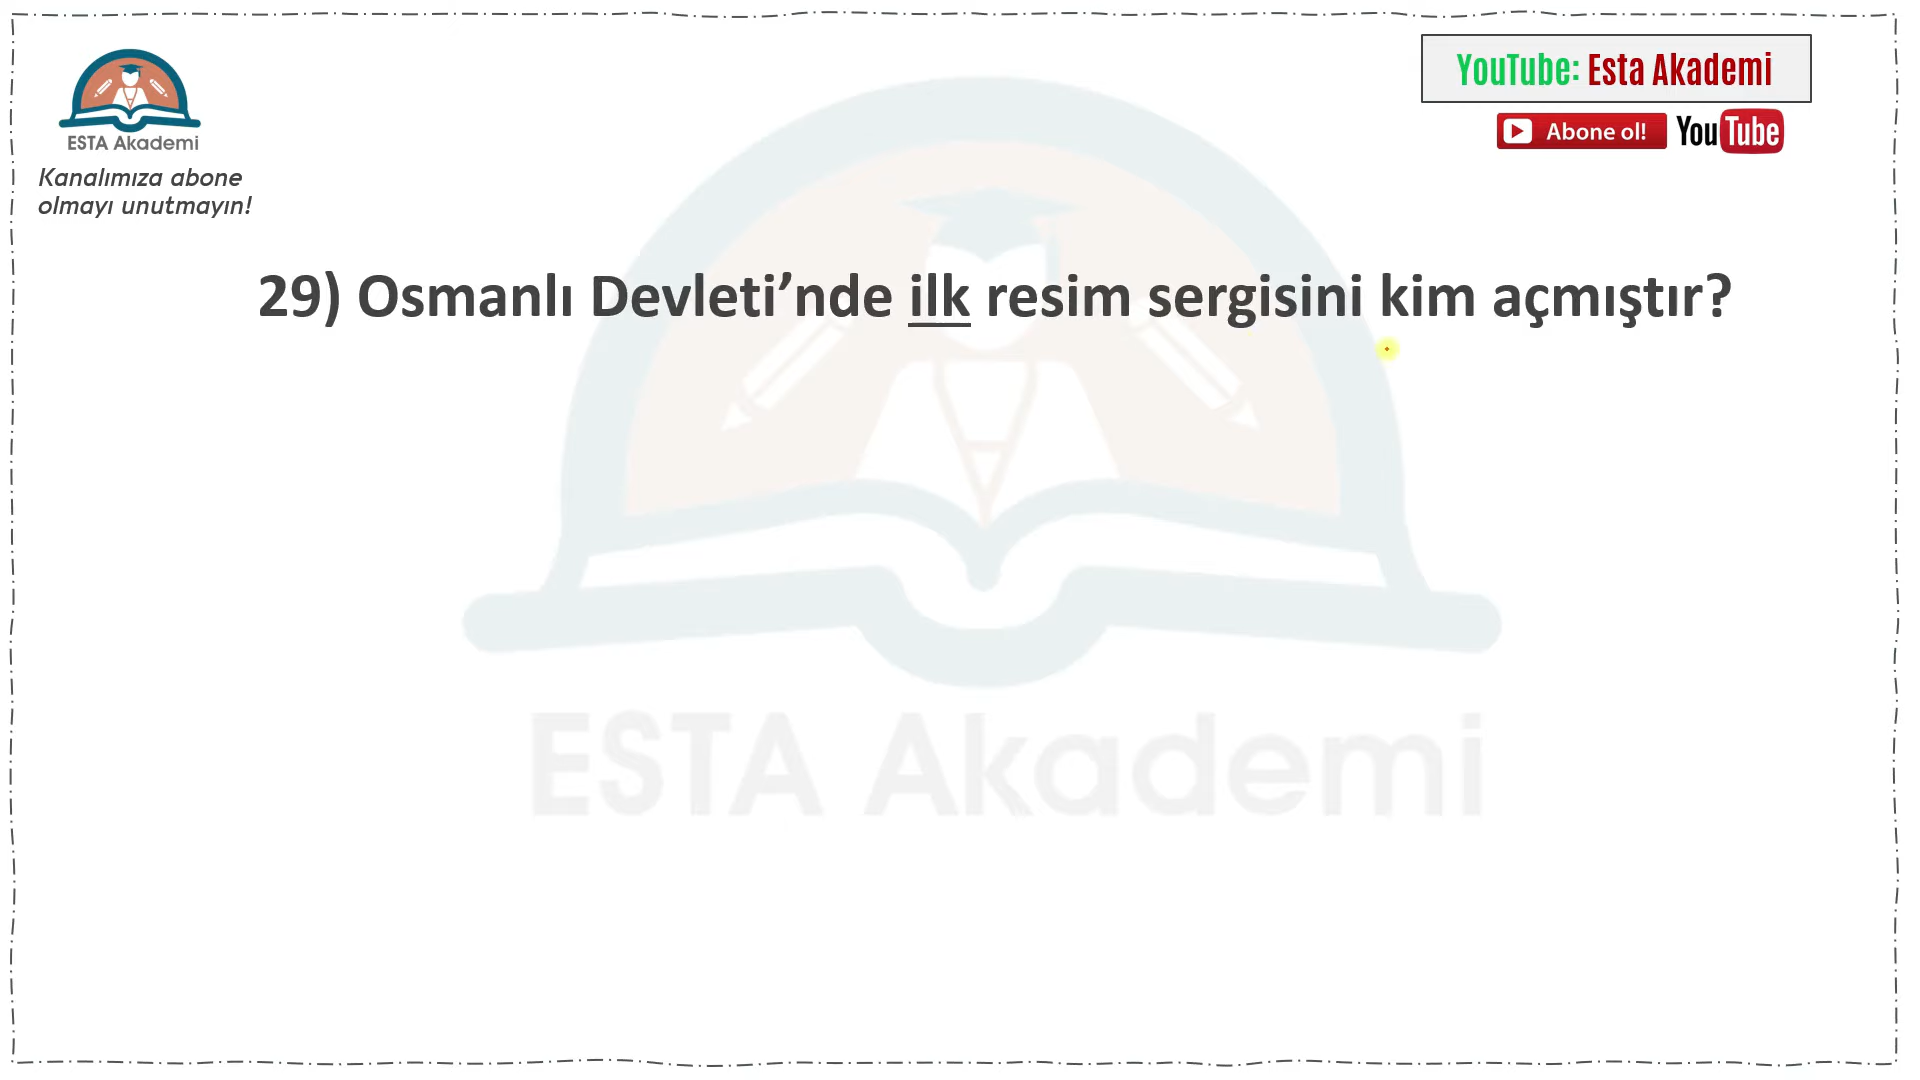 ESTA Akademi
Kanalımıza abone
olmayı unutmayın!
YouTube: Esta Akademi
Abone ol! YouTube
29) Osmanlı Devleti’nde ilk resim sergisini kim açmıştır?
ESTA Akademi